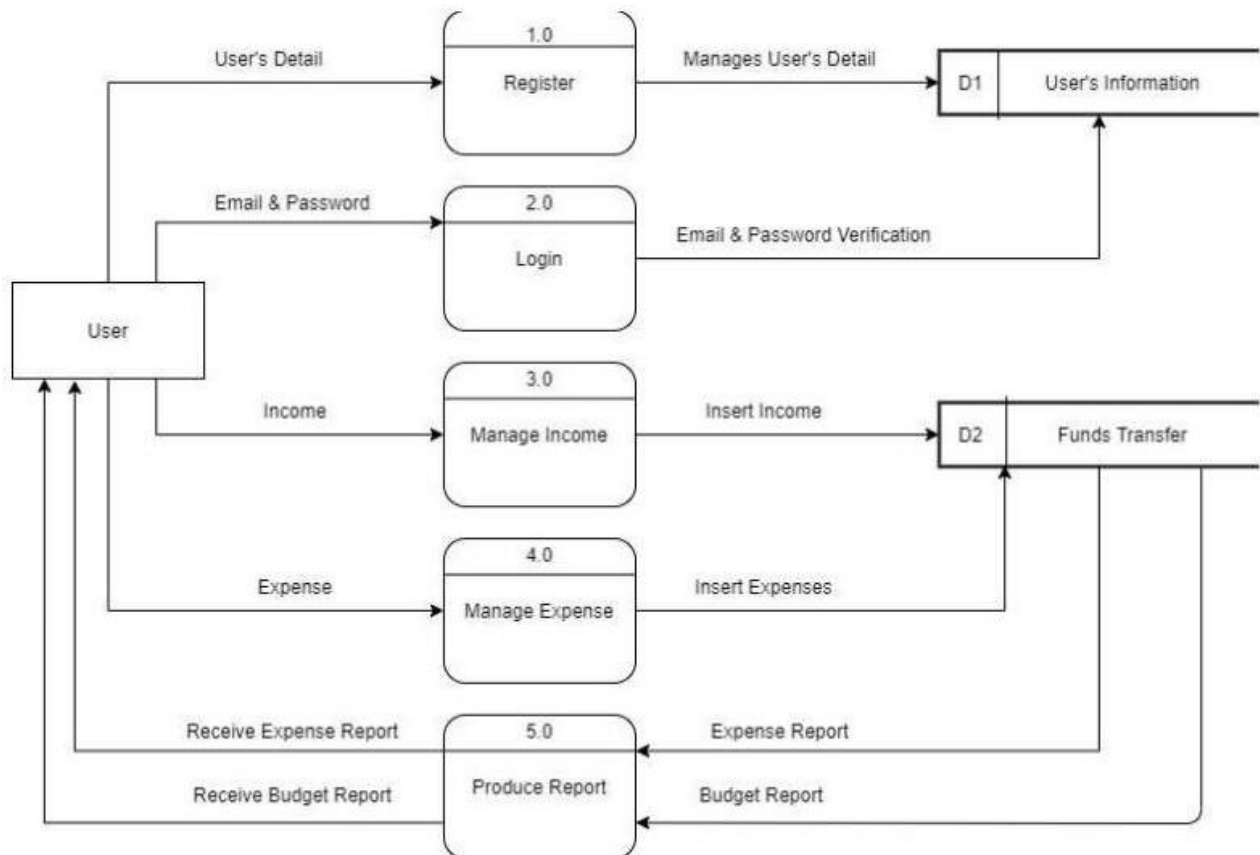 1.0
User's Detail
Manages User's Detail
Register
D1
User's Information
2.0
Email & Password
Email & Password Verification
Login
User
3.0
Income
Insert Income
Manage Income
D2
Funds Transfer
4.0
Expense
Insert Expenses
Manage Expense
5.0
Receive Expense Report
Expense Report
Produce Report
Receive Budget Report
Budget Report